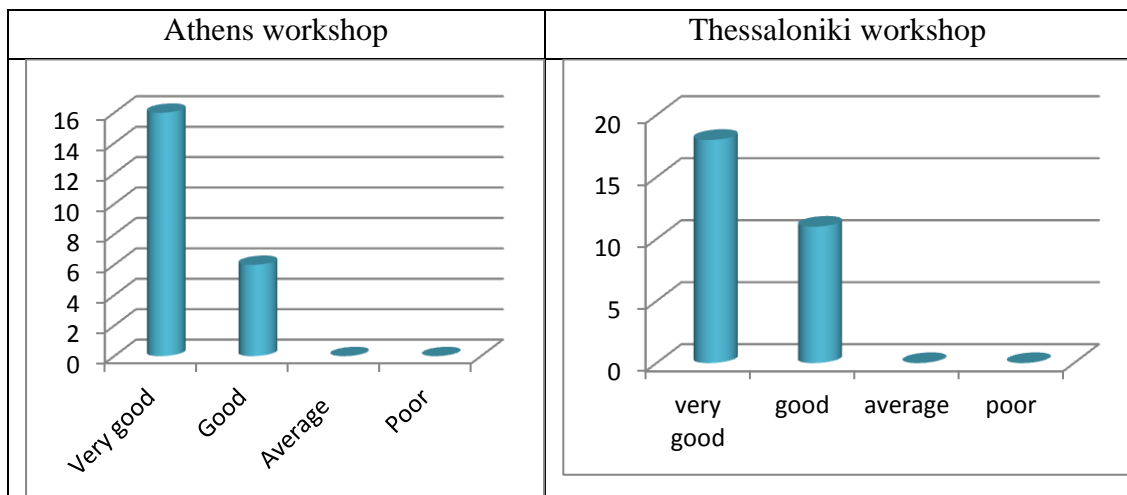 Athens workshop
Thessaloniki workshop
16
14
12
10
8
6
4
2
0
Very good
Good
Average
Poor
20
15
10
5
0
very
good
good
average
poor